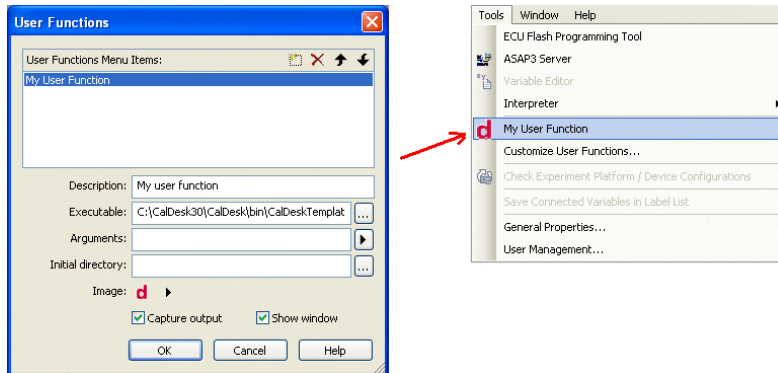 User Functions
User Functions Menu Items:
My User Function
Description: My user function
Executable: C:\CalDesk30\CalDesk\bin\CalDeskTemplat ...
Arguments:
Initial directory: ...
Image: d
Capture output Show window
OK Cancel Help
Tools Window Help
ECU Flash Programming Tool
ASAP3 Server
Variable Editor
Interpreter
d My User Function
Customize User Functions...
Check Experiment Platform / Device Configurations
Save Connected Variables in Label List
General Properties...
User Management...